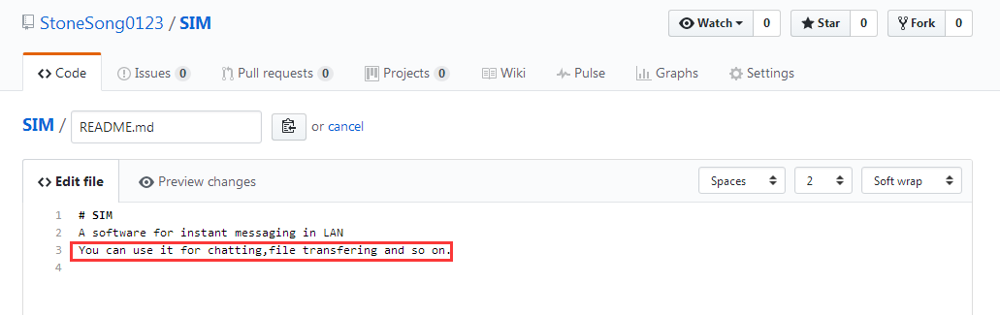 StoneSong0123 / SIM
Watch 0 Star 0 Fork 0
Code Issues 0 Pull requests 0 Projects 0 Wiki Pulse Graphs Settings
SIM / README.md or cancel
Edit file Preview changes Spaces 2 Soft wrap
1 # SIM
2 A software for instant messaging in LAN
3 You can use it for chatting,file transfering and so on.
4